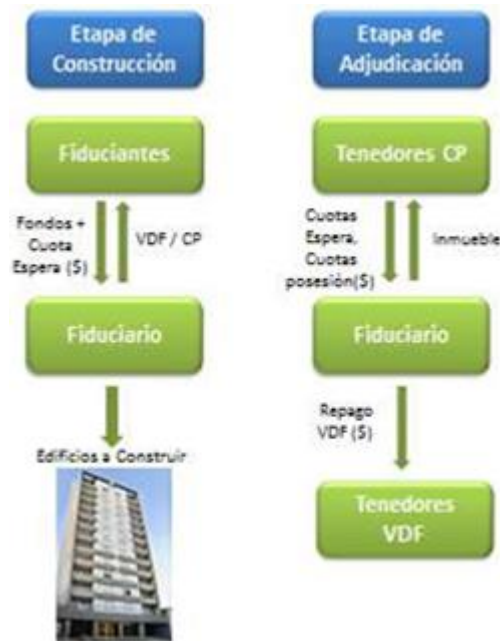 Etapa de
Construcción
Fiduciantes
Fondos +
Cuota
Espera ($)
VDF / CP
Fiduciario
Edificios a Construir
Etapa de
Adjudicación
Tenedores CP
Cuotas
Espera,
Cuotas
posesión($)
Inmueble
Fiduciario
Repago
VDF ($)
Tenedores
VDF